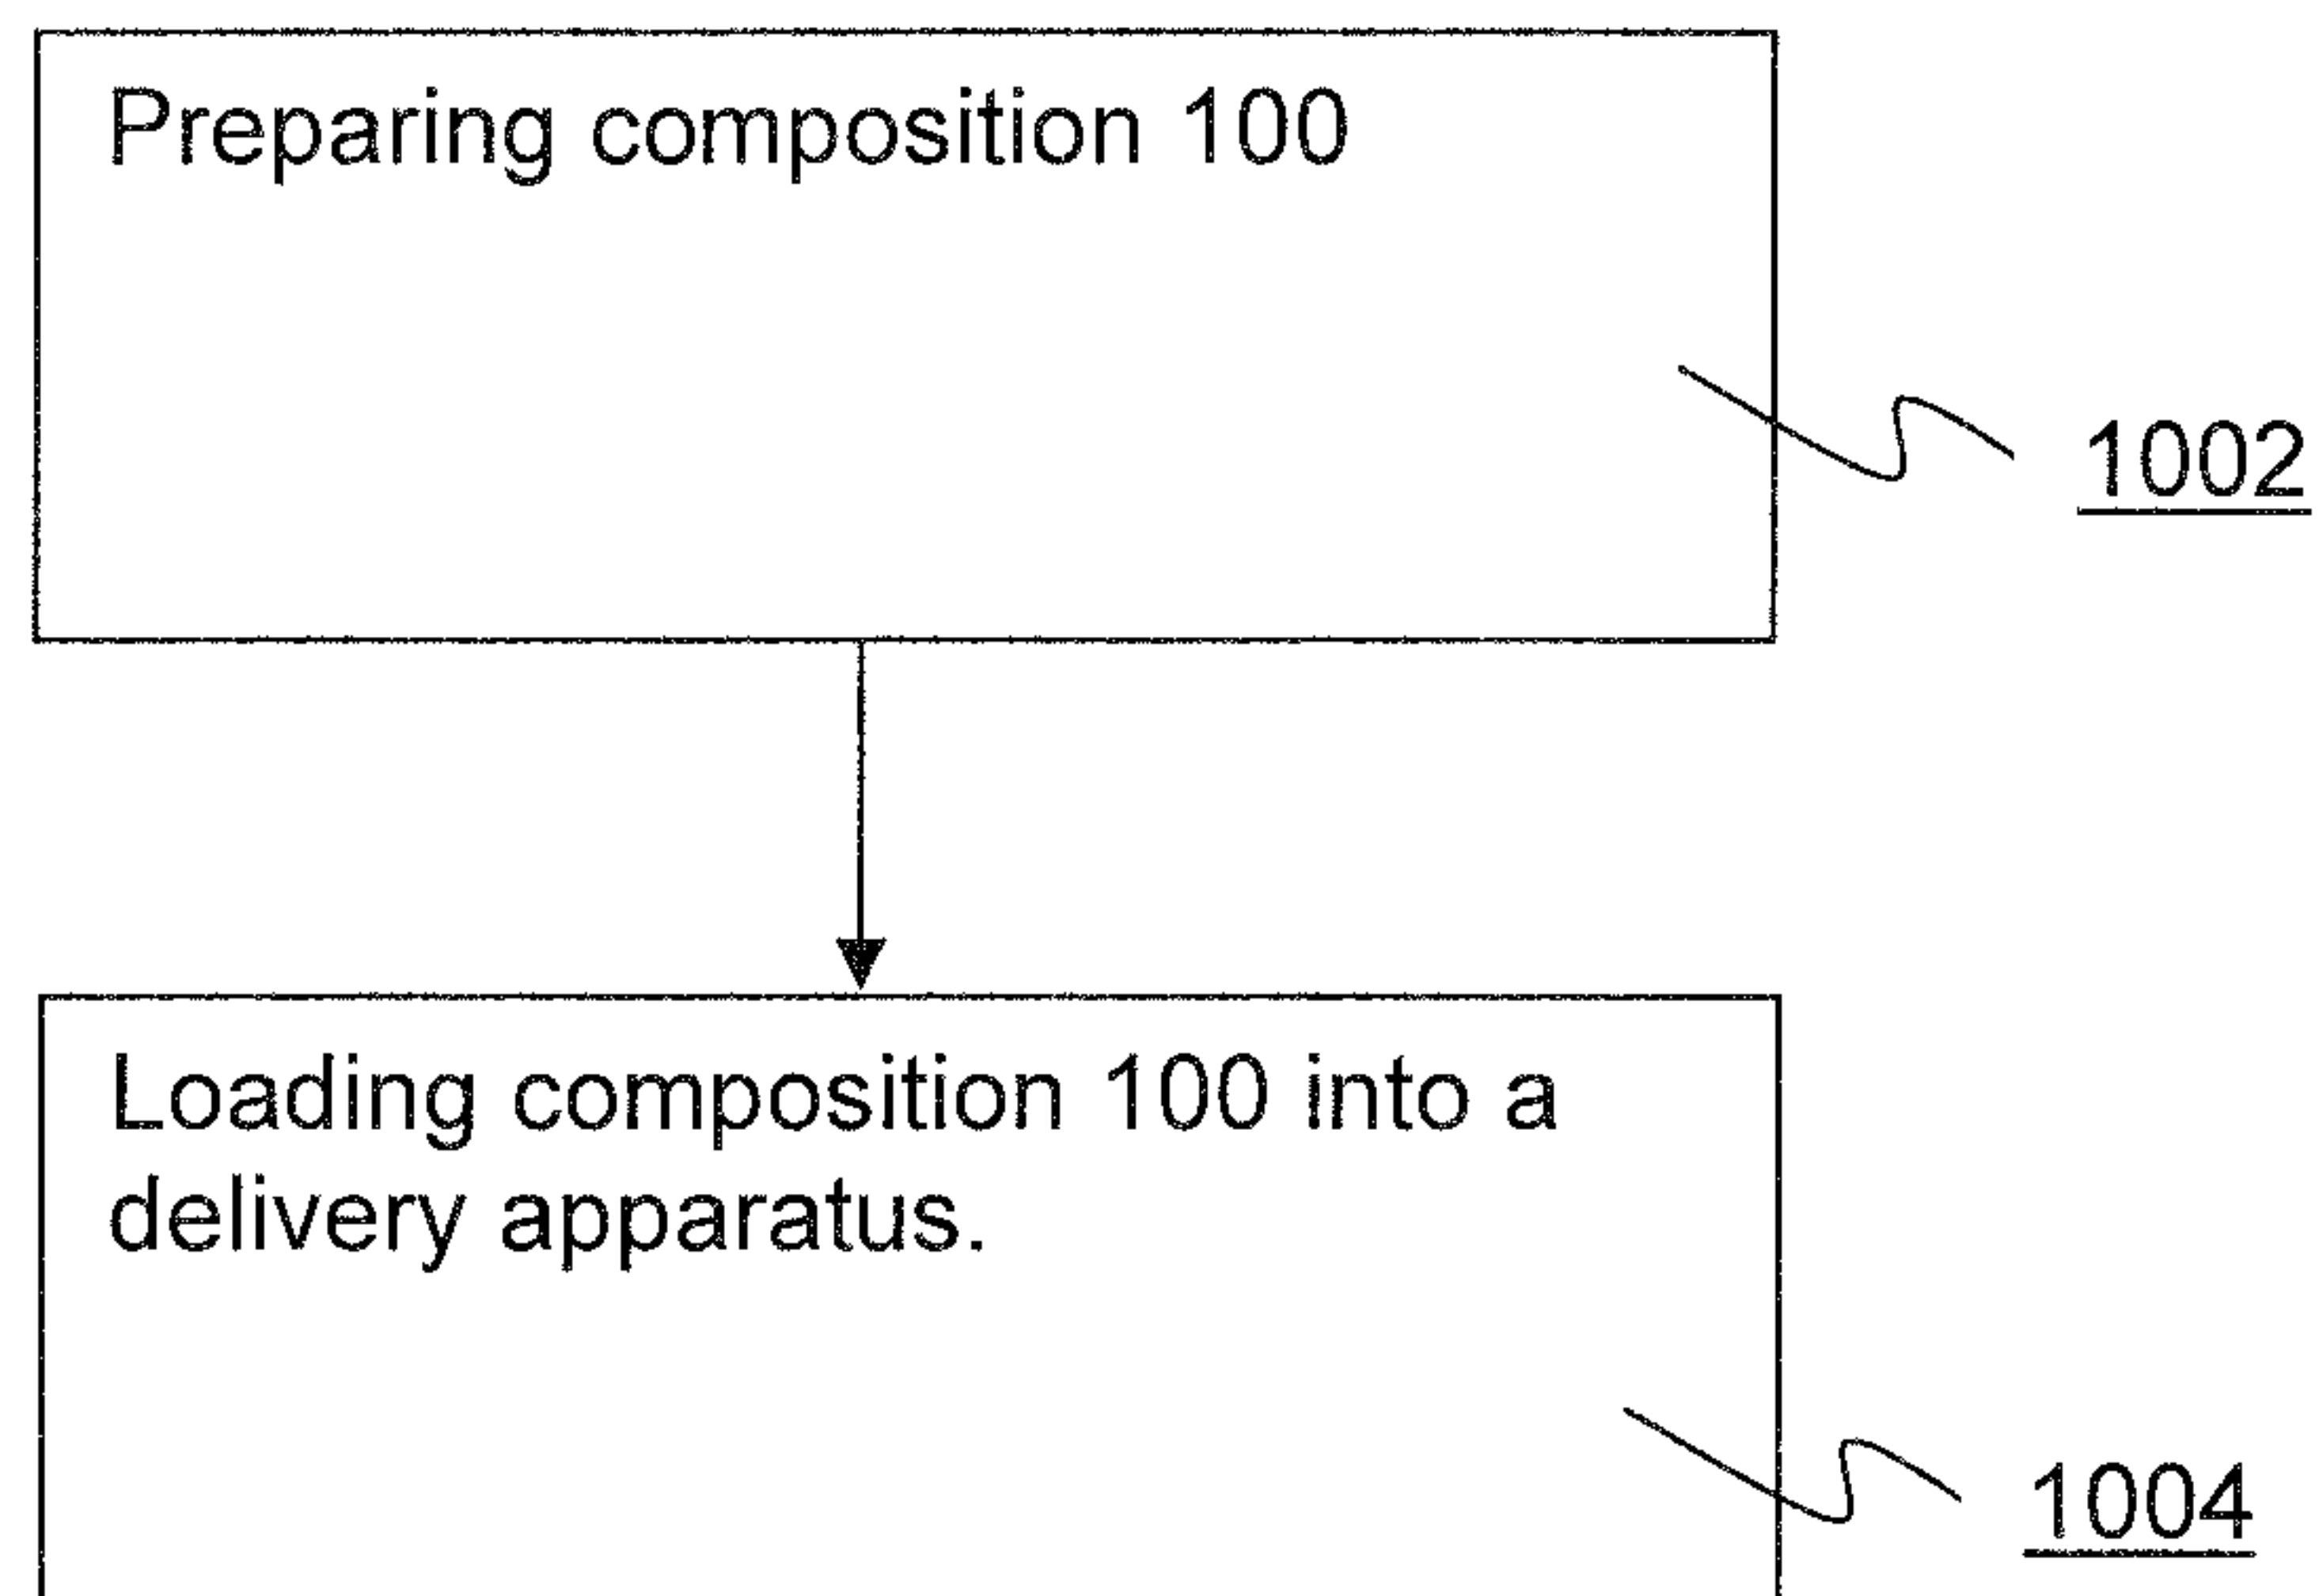 Preparing composition 100
1002
Loading composition 100 into a
delivery apparatus.
1004